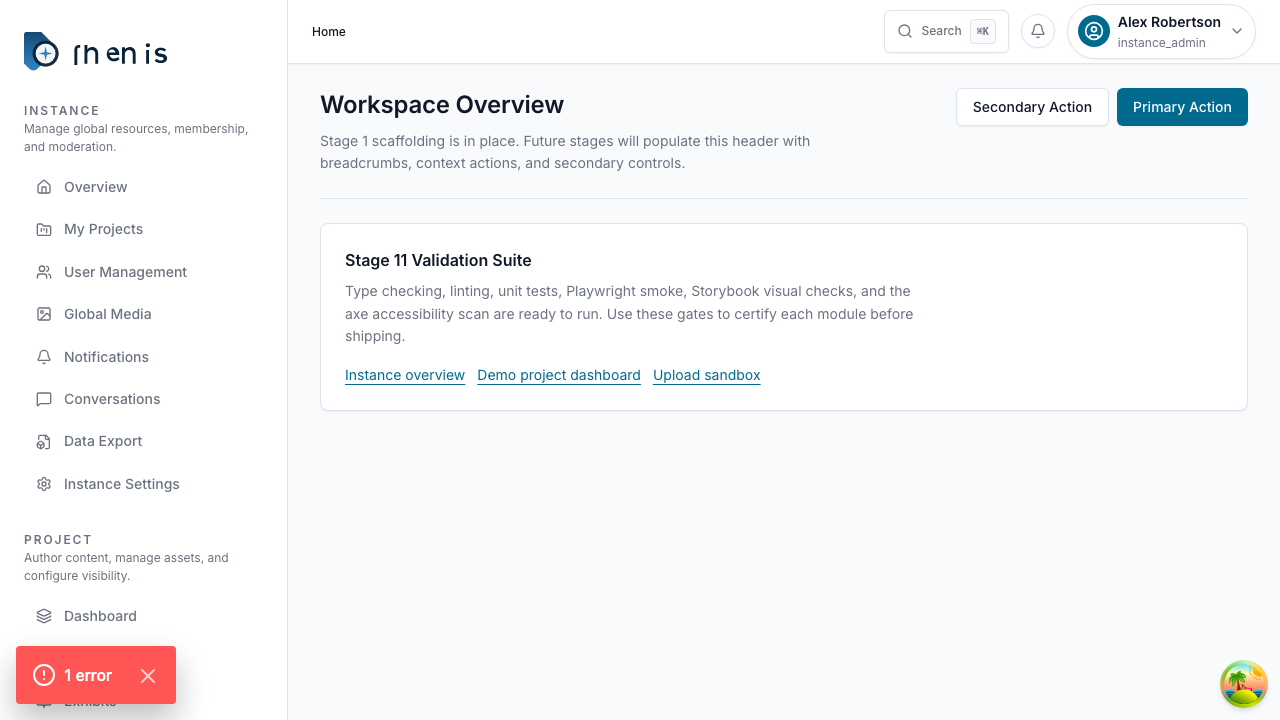 rhenis
INSTANCE
Manage global resources, membership,
and moderation.
Overview
My Projects
User Management
Global Media
Notifications
Conversations
Data Export
Instance Settings
PROJECT
Author content, manage assets, and
configure visibility.
Dashboard
1 error
Exhibits
Home
Search ⌘K
Alex Robertson
instance_admin
Workspace Overview
Secondary Action
Primary Action
Stage 1 scaffolding is in place. Future stages will populate this header with
breadcrumbs, context actions, and secondary controls.
Stage 11 Validation Suite
Type checking, linting, unit tests, Playwright smoke, Storybook visual checks, and the
axe accessibility scan are ready to run. Use these gates to certify each module before
shipping.
Instance overview Demo project dashboard Upload sandbox